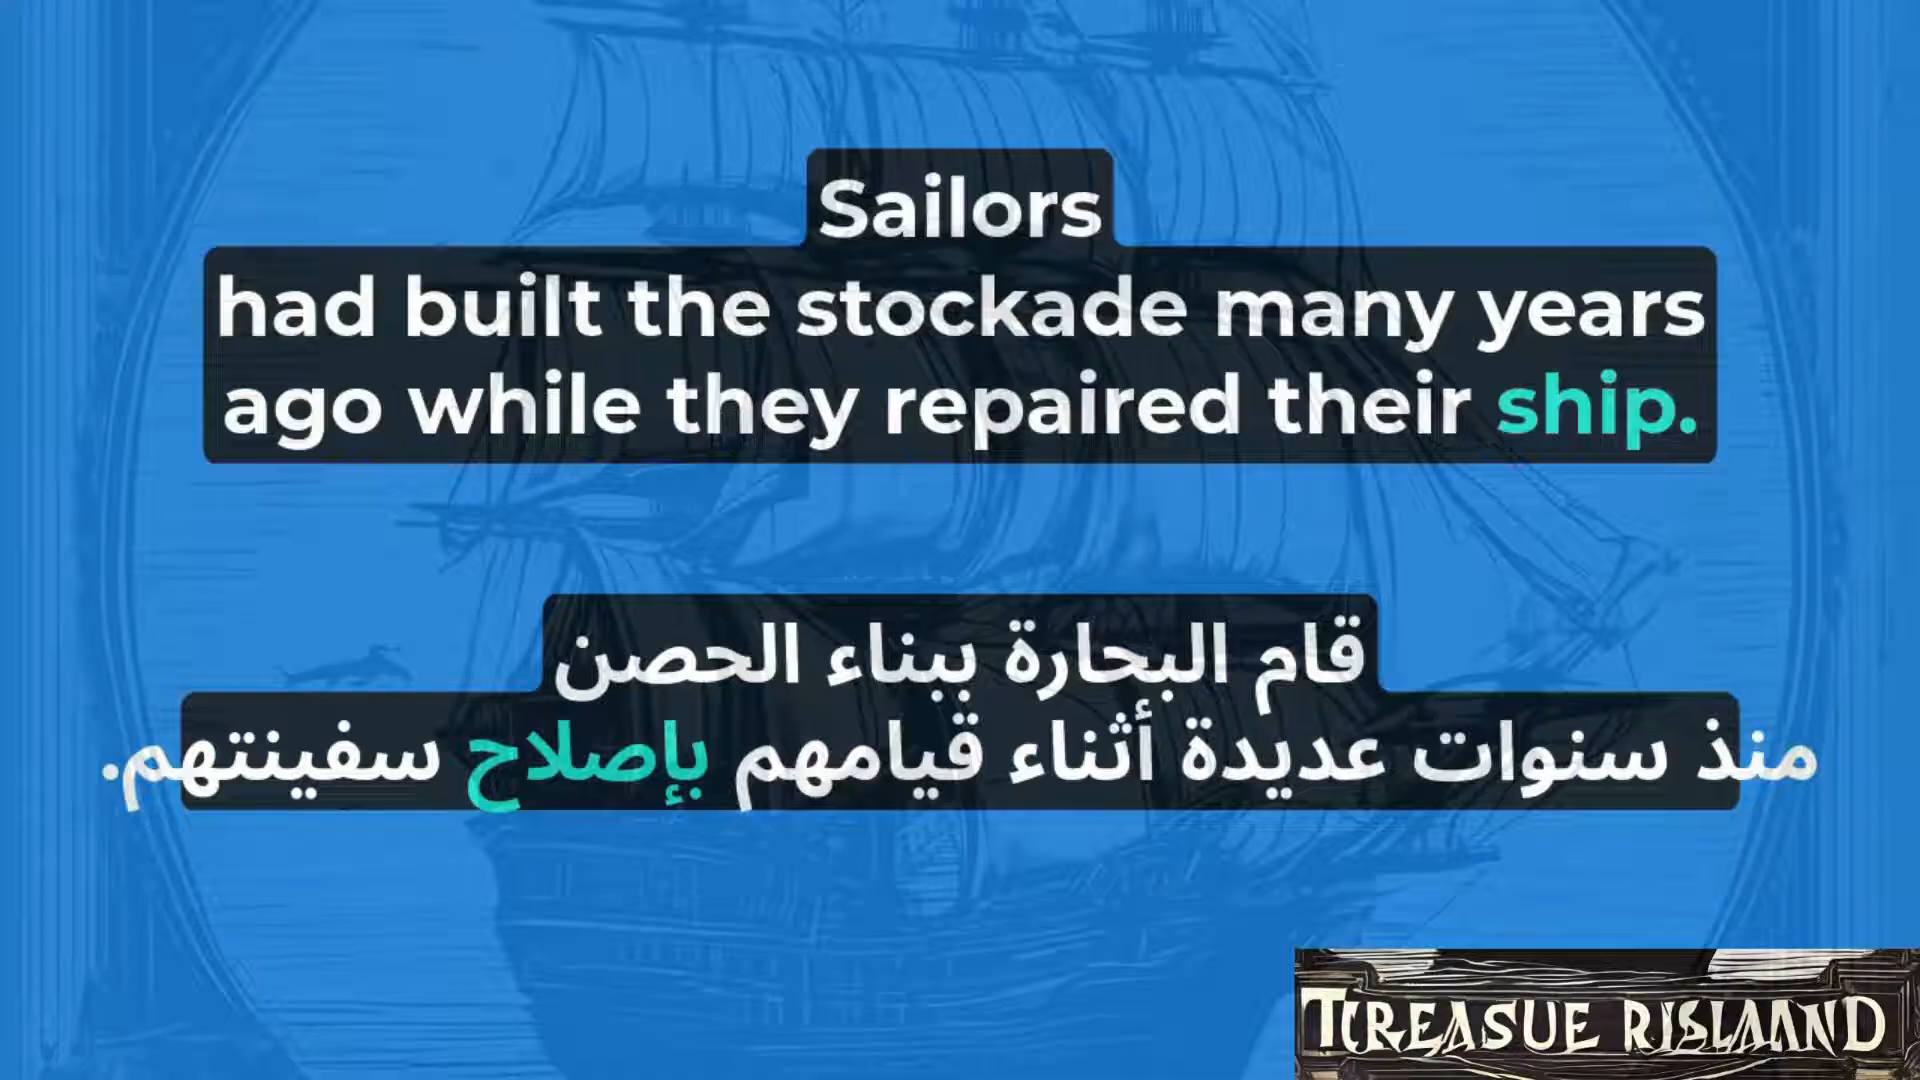 Sailors
had built the stockade many years
ago while they repaired their ship.
قام البحارة ببناء الحصن
منذ سنوات عديدة أثناء قيامهم بإصلاح سفينتهم.
TCREASUE RISLAAND